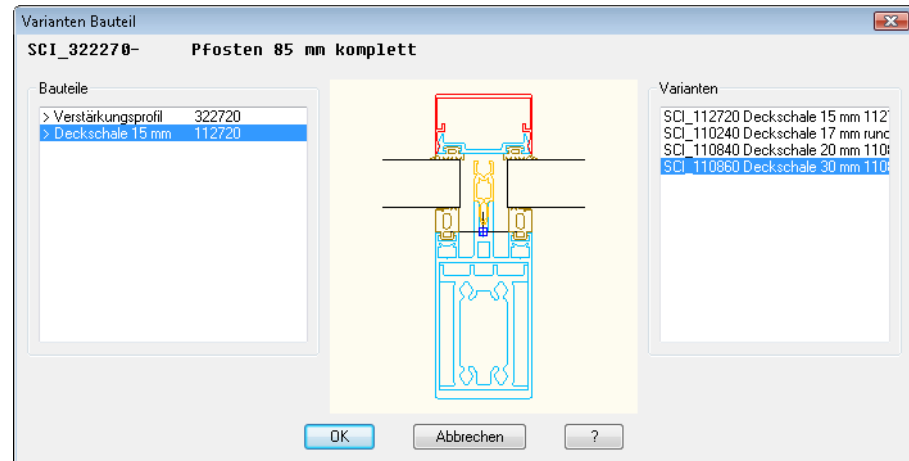 Varianten Bauteil
SCI_322270- Pfosten 85 mm komplett
Bauteile
> Verstärkungsprofil 322720
> Deckschale 15 mm 112720
Varianten
SCI_112720 Deckschale 15 mm 112
SCI_110240 Deckschale 17 mm
SCI_110840 Deckschale 20 mm
SCI_110860 Deckschale 30 mm
OK
Abbrechen
?